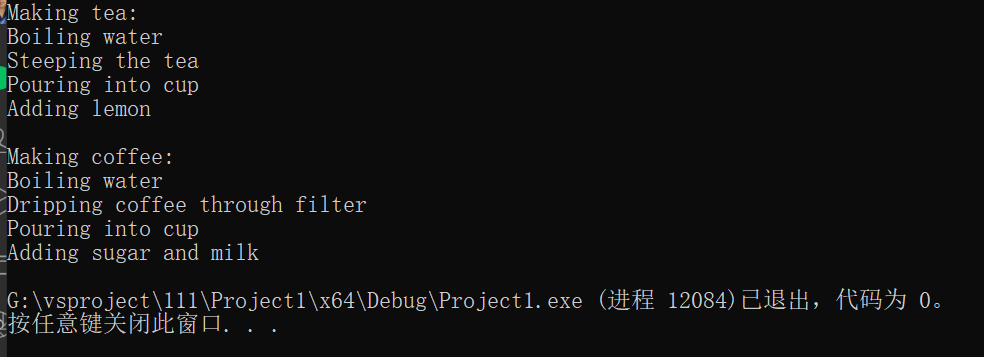 Making tea:
Boiling water
Steeping the tea
Pouring into cup
Adding lemon
Making coffee:
Boiling water
Dripping coffee through filter
Pouring into cup
Adding sugar and milk
G:\vsproject\111\Project1\x64\Debug\Project1.exe (进程 12084)已退出，代码为 0。
按任意键关闭此窗口. . .